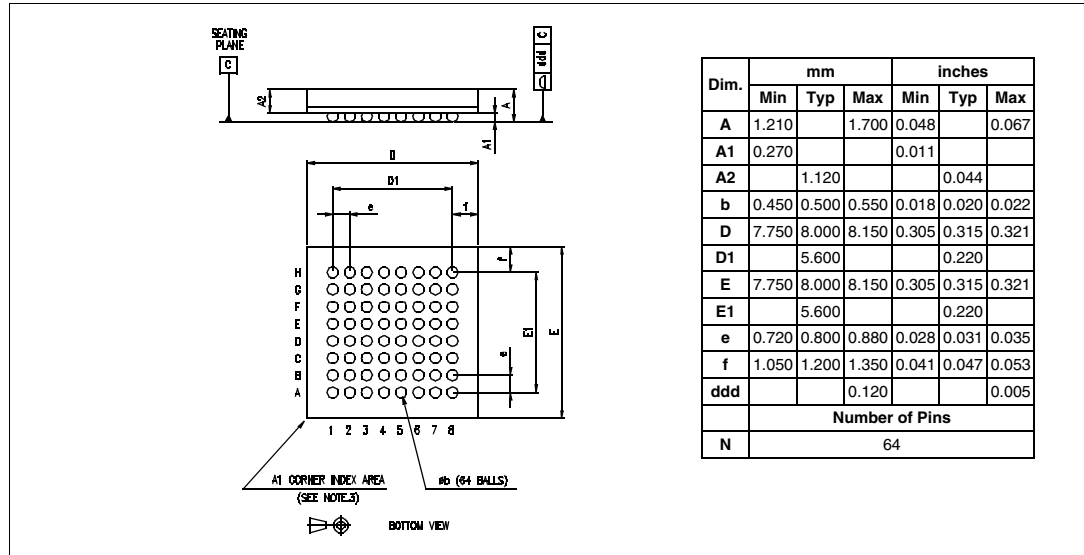 SEATING
PLANE
C
ddd C
A2
A
A1
D
D1
e
f
H
G
F
E
D
C
B
A
f
E1
E
e
1 2 3 4 5 6 7 8
A1 CORNER INDEX AREA
(SEE NOTE.3)
øb (64 BALLS)
BOTTOM VIEW
Dim. mm inches
Min Typ Max Min Typ Max
A 1.210 1.700 0.048 0.067
A1 0.270 0.011
A2 1.120 0.044
b 0.450 0.500 0.550 0.018 0.020 0.022
D 7.750 8.000 8.150 0.305 0.315 0.321
D1 5.600 0.220
E 7.750 8.000 8.150 0.305 0.315 0.321
E1 5.600 0.220
e 0.720 0.800 0.880 0.028 0.031 0.035
f 1.050 1.200 1.350 0.041 0.047 0.053
ddd 0.120 0.005
Number of Pins
N 64